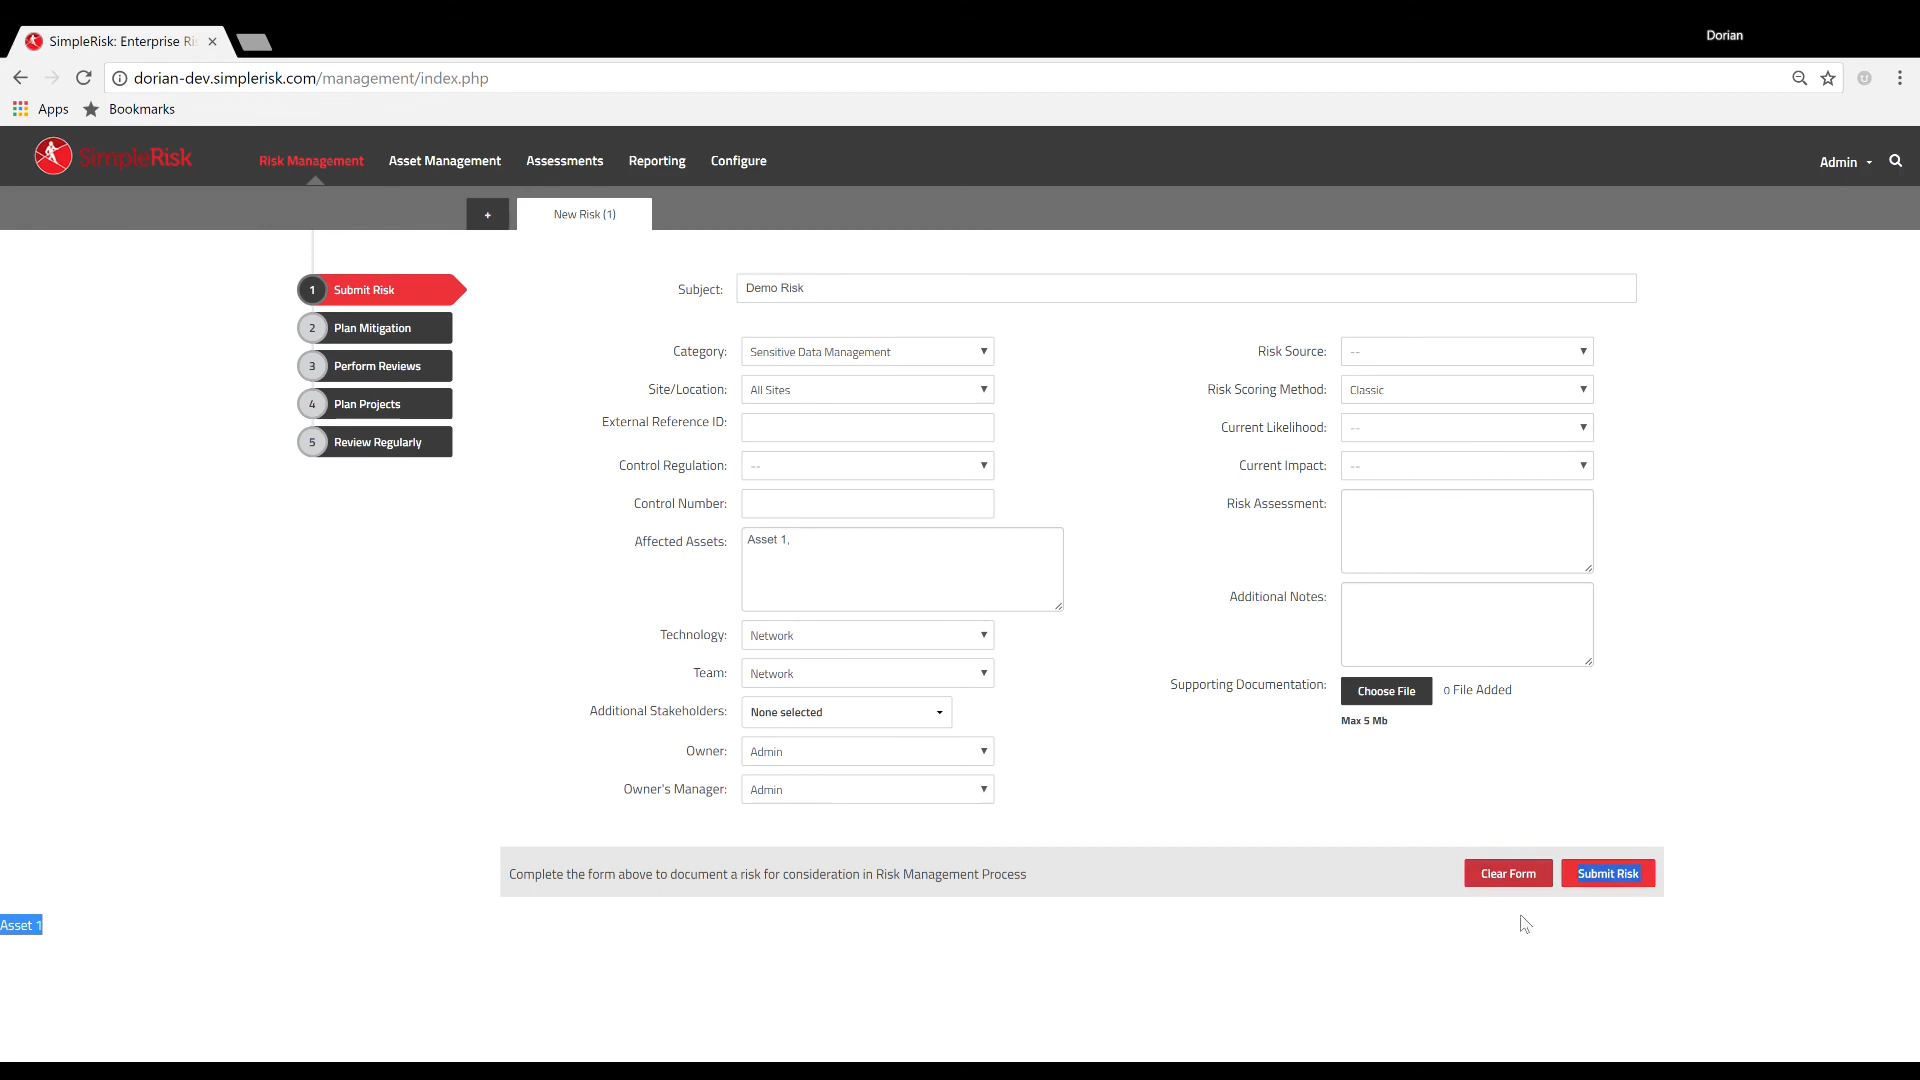 SimpleRisk: Enterprise Ris
Dorian
dorian-dev.simplerisk.com/management/index.php
Apps
Bookmarks
SimpleRisk
Risk Management
Asset Management
Assessments
Reporting
Configure
Admin
+
New Risk (1)
1 Submit Risk
2 Plan Mitigation
3 Perform Reviews
4 Plan Projects
5 Review Regularly
Subject: Demo Risk
Category: Sensitive Data Management
Site/Location: All Sites
External Reference ID:
Control Regulation: --
Control Number:
Affected Assets: Asset 1,
Technology: Network
Team: Network
Additional Stakeholders: None selected
Owner: Admin
Owner's Manager: Admin
Risk Source: --
Risk Scoring Method: Classic
Current Likelihood: --
Current Impact: --
Risk Assessment:
Additional Notes:
Supporting Documentation: Choose File 0 File Added
Max 5 Mb
Complete the form above to document a risk for consideration in Risk Management Process
Clear Form
Submit Risk
Asset 1